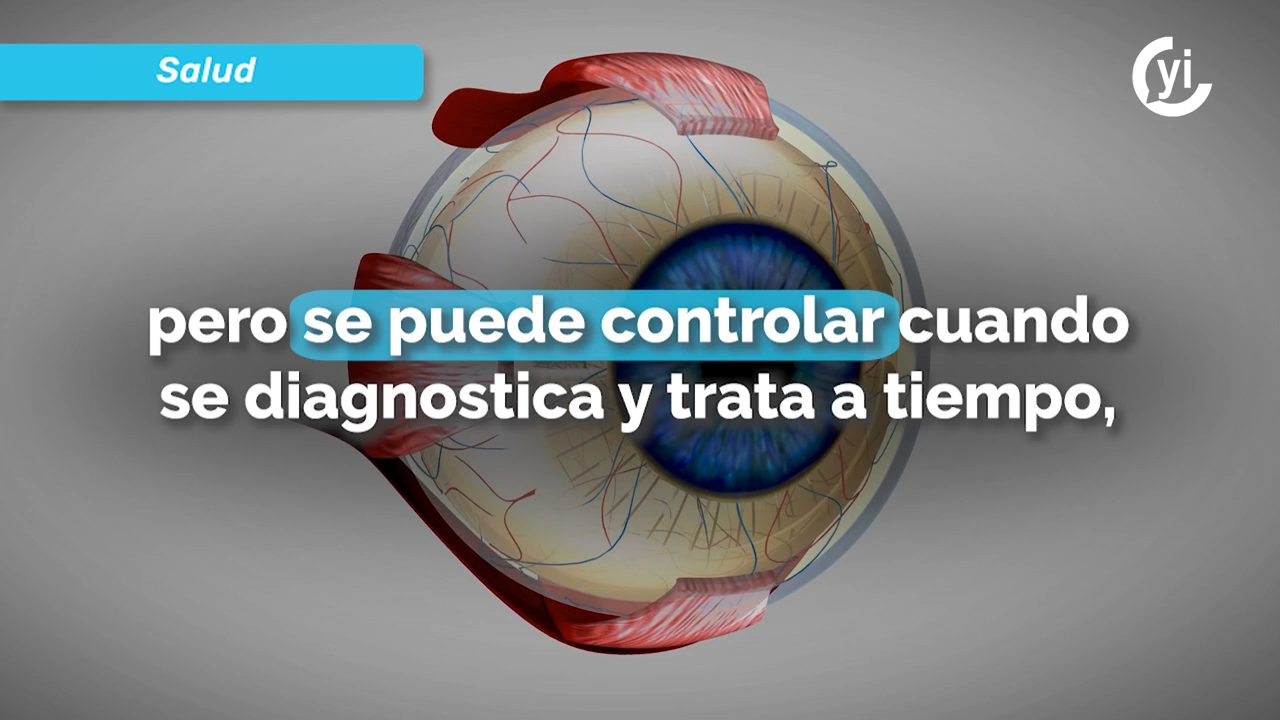 Salud
yi
pero se puede controlar cuando
se diagnostica y trata a tiempo,